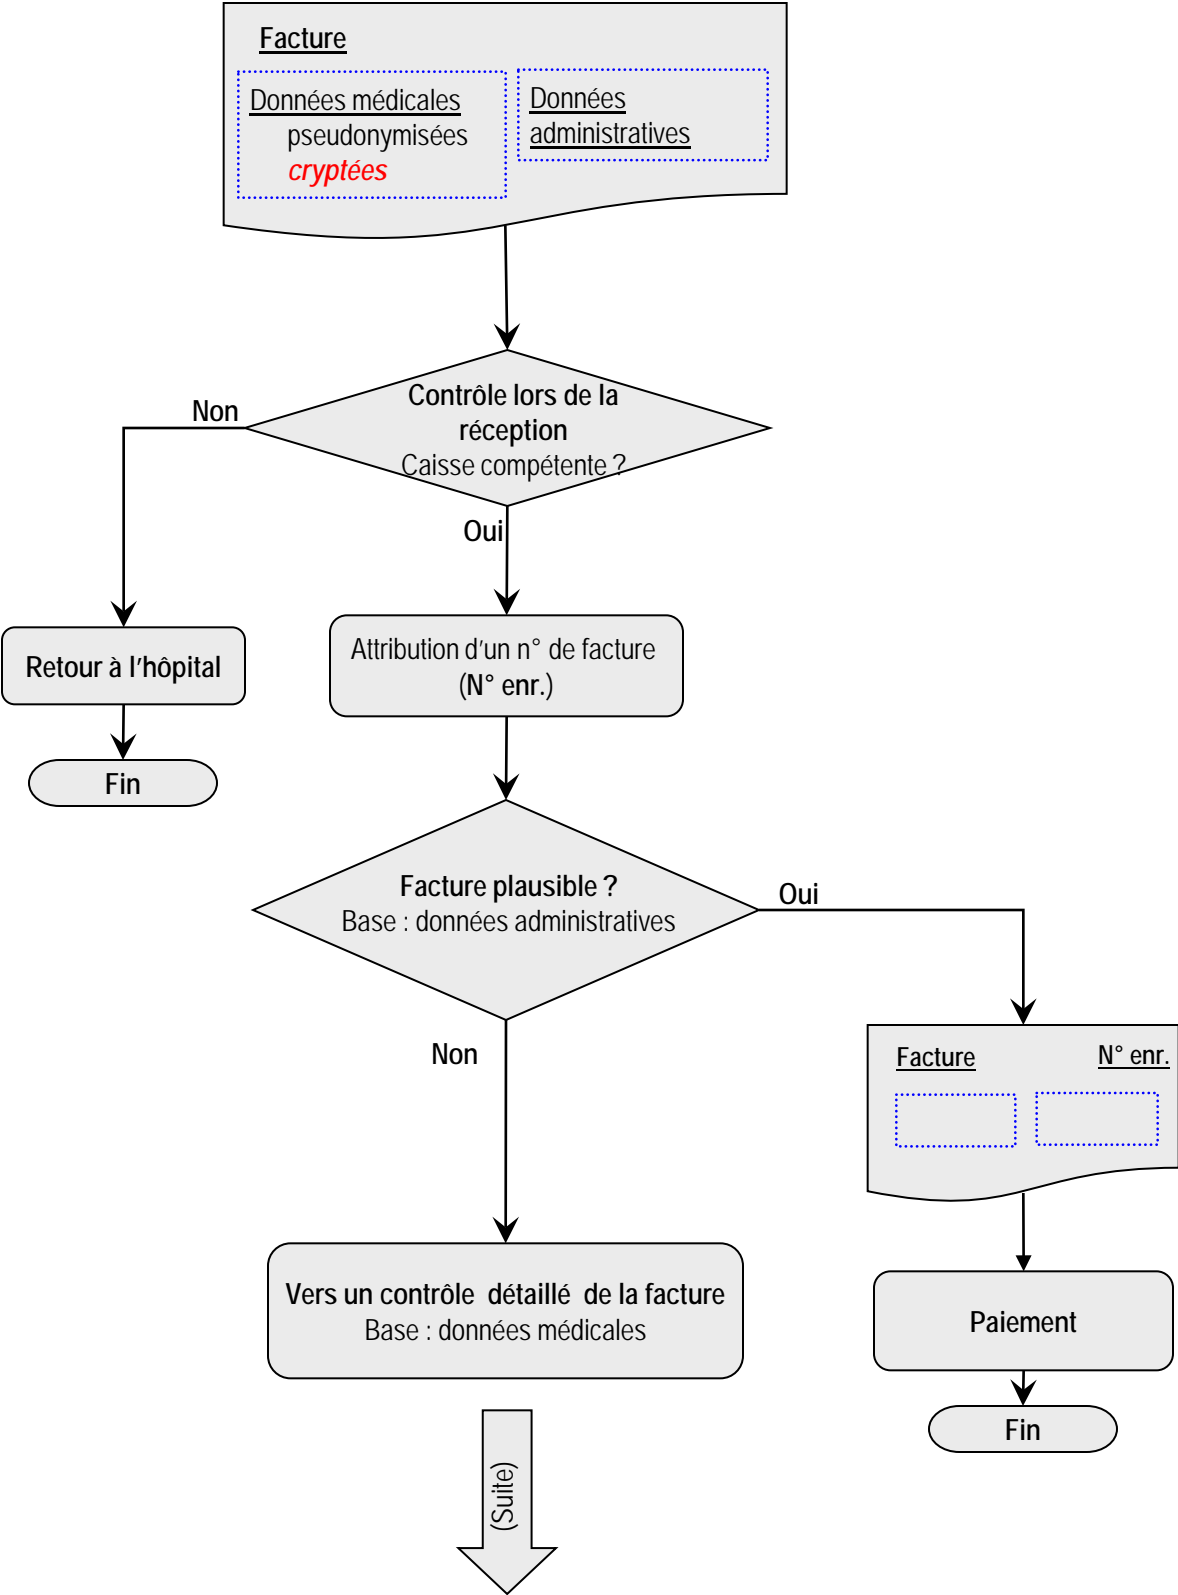 Facture
Données médicales
pseudonymisées
cryptées
Données
administratives
Contrôle lors de la
réception
Caisse compétente ?
Non
Oui
Retour à l'hôpital
Fin
Attribution d'un n° de facture
(N° enr.)
Facture plausible ?
Base : données administratives
Oui
Non
Facture
N° enr.
Vers un contrôle détaillé de la facture
Base : données médicales
Paiement
Fin
(Suite)